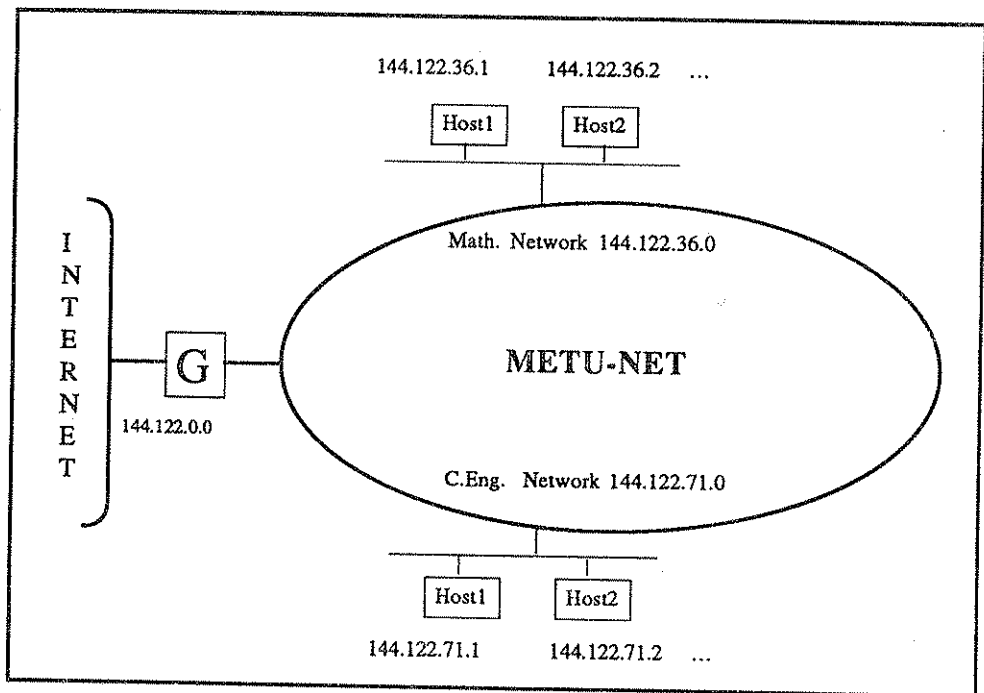 144.122.36.1 144.122.36.2 ...
Host1 Host2
Math. Network 144.122.36.0
INTERNET
METU-NET
G
144.122.0.0
C.Eng. Network 144.122.71.0
Host1 Host2
144.122.71.1 144.122.71.2 ...